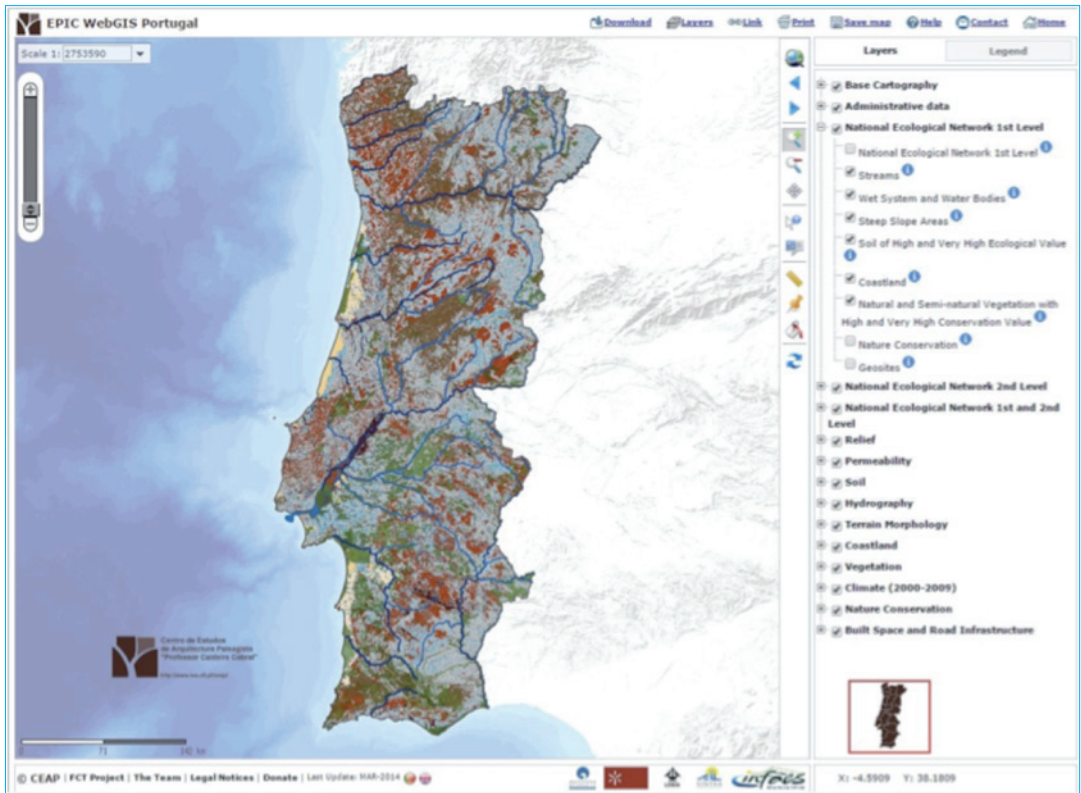 EPIC WebGIS Portugal
Download Layers Link Print Save map Help Contact Home
Scale 1: 2753590
Layers Legend
Base Cartography
Administrative data
National Ecological Network 1st Level
National Ecological Network 1st Level
Streams
Wet System and Water Bodies
Steep Slope Areas
Soil of High and Very High Ecological Value
Coastland
Natural and Semi-natural Vegetation with
High and Very High Conservation Value
Nature Conservation
Geosites
National Ecological Network 2nd Level
National Ecological Network 1st and 2nd
Level
Relief
Permeability
Soil
Hydrography
Terrain Morphology
Coastland
Vegetation
Climate (2000-2009)
Nature Conservation
Built Space and Road Infrastructure
Centro de Estudos
de Arquitectura Paisagista
"Professor Caldeira Cabral"
0 71 142 km
© CEAP | FCT Project | The Team | Legal Notices | Donate | Last Update: MAR-2014
infoes
X: -4.5909 Y: 38.1809